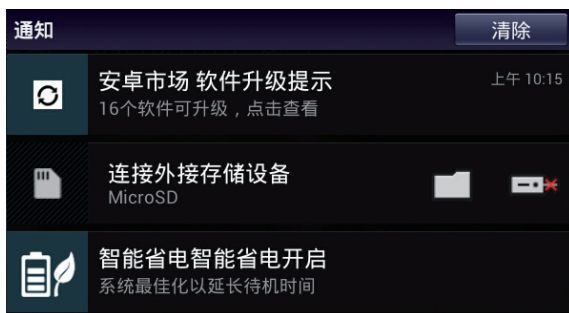 通知
清除
安卓市场 软件升级提示
上午 10:15
16个软件可升级，点击查看
连接外接存储设备
MicroSD
智能省电智能省电开启
系统最佳化以延长待机时间